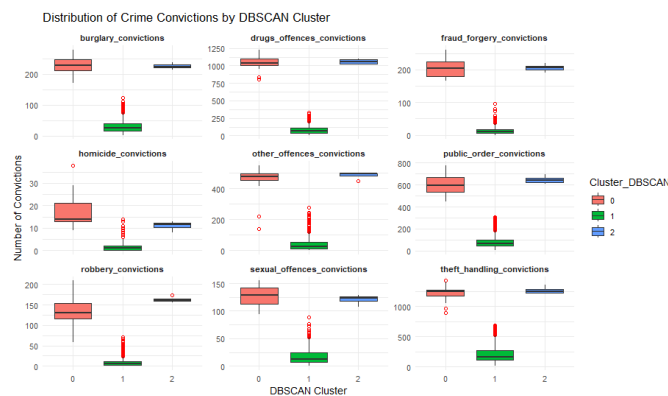 Distribution of Crime Convictions by DBSCAN Cluster
burglary_convictions
drugs_offences_convictions
fraud_forgery_convictions
200
100
0
1250
1000
750
500
250
0
200
100
0
homicide_convictions
other_offences_convictions
public_order_convictions
30
20
10
0
400
200
0
800
600
400
200
0
robbery_convictions
sexual_offences_convictions
theft_handling_convictions
200
150
100
50
0
150
100
50
0
1000
500
0
0 1 2
0 1 2
0 1 2
DBSCAN Cluster
Number of Convictions
Cluster_DBSCAN
0
1
2